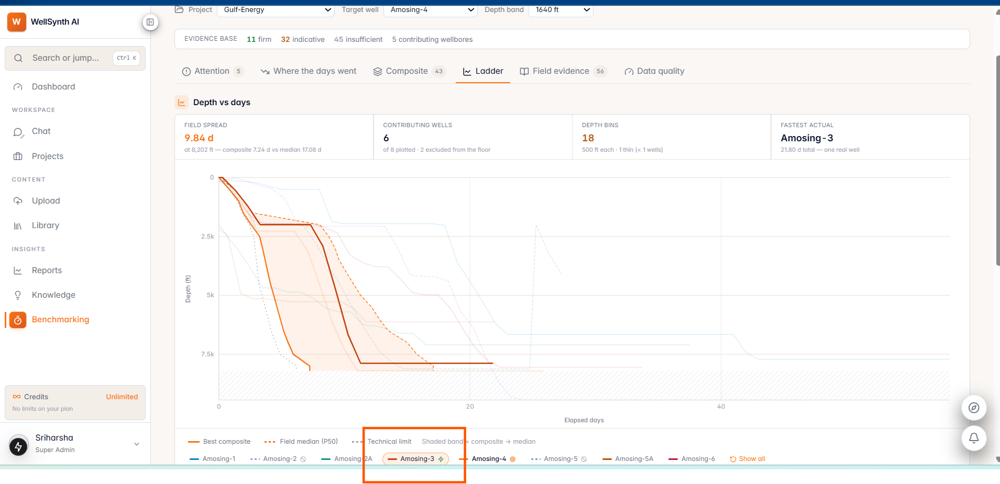 Project Gulf-Energy Target well Amosing-4 Depth band 1640 ft
W WellSynth AI
EVIDENCE BASE 11 firm 32 indicative 45 insufficient 5 contributing wellbores
Search or jump... Ctrl K
Attention 5 Where the days went Composite 43 Ladder Field evidence 56 Data quality
Dashboard
WORKSPACE
Chat
Projects
CONTENT
Upload
Library
INSIGHTS
Reports
Knowledge
Benchmarking
Credits Unlimited
No limits on your plan
Sriharsha
Super Admin
Depth vs days
FIELD SPREAD
9.84 d
at 8,202 ft — composite 7.24 d vs median 17.08 d
CONTRIBUTING WELLS
6
of 8 plotted · 2 excluded from the floor
DEPTH BINS
18
500 ft each · 1 thin (< 1 wells)
FASTEST ACTUAL
Amosing-3
21.80 d total — one real well
0
2.5k
5k
7.5k
Depth (ft)
0 20 40
Elapsed days
Best composite Field median (P50) Technical limit Shaded band = composite → median
Amosing-1 Amosing-2 Amosing-2A Amosing-3 Amosing-4 Amosing-5 Amosing-5A Amosing-6 Show all